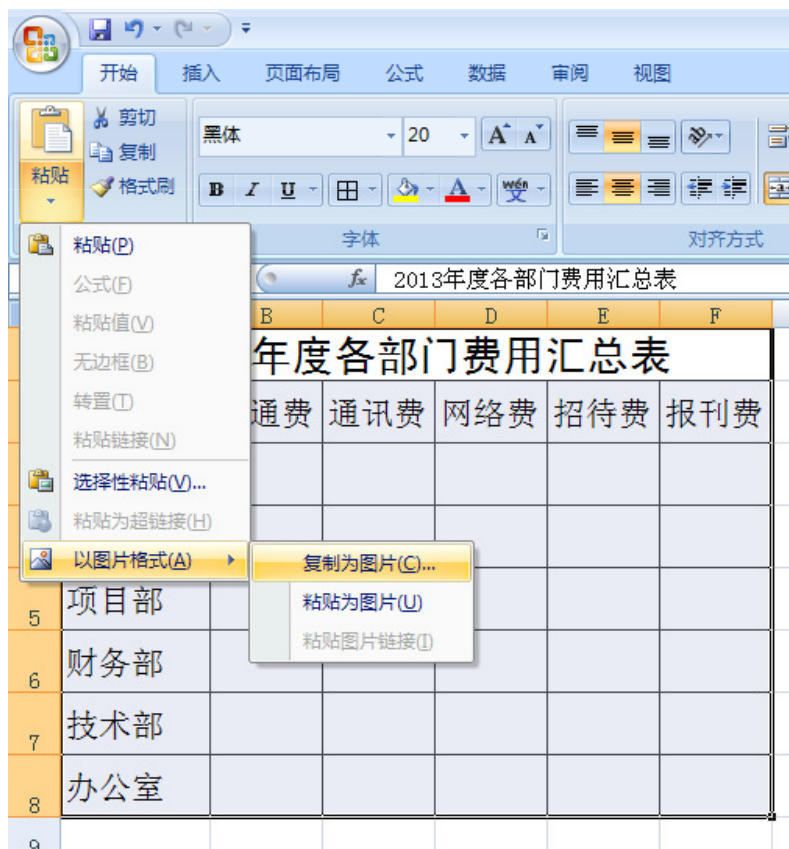 开始 插入 页面布局 公式 数据 审阅 视图
剪切
复制
格式刷
粘贴
黑体 20 A A
B I U A wén 变
字体 对齐方式
粘贴(P)
公式(F)
粘贴值(V)
无边框(B)
转置(T)
粘贴链接(N)
选择性粘贴(V)...
粘贴为超链接(H)
以图片格式(A)
复制为图片(C)...
粘贴为图片(U)
粘贴图片链接(I)
fx 2013年度各部门费用汇总表
B C D E F
年度各部门费用汇总表
通费 通讯费 网络费 招待费 报刊费
5 项目部
6 财务部
7 技术部
8 办公室
9